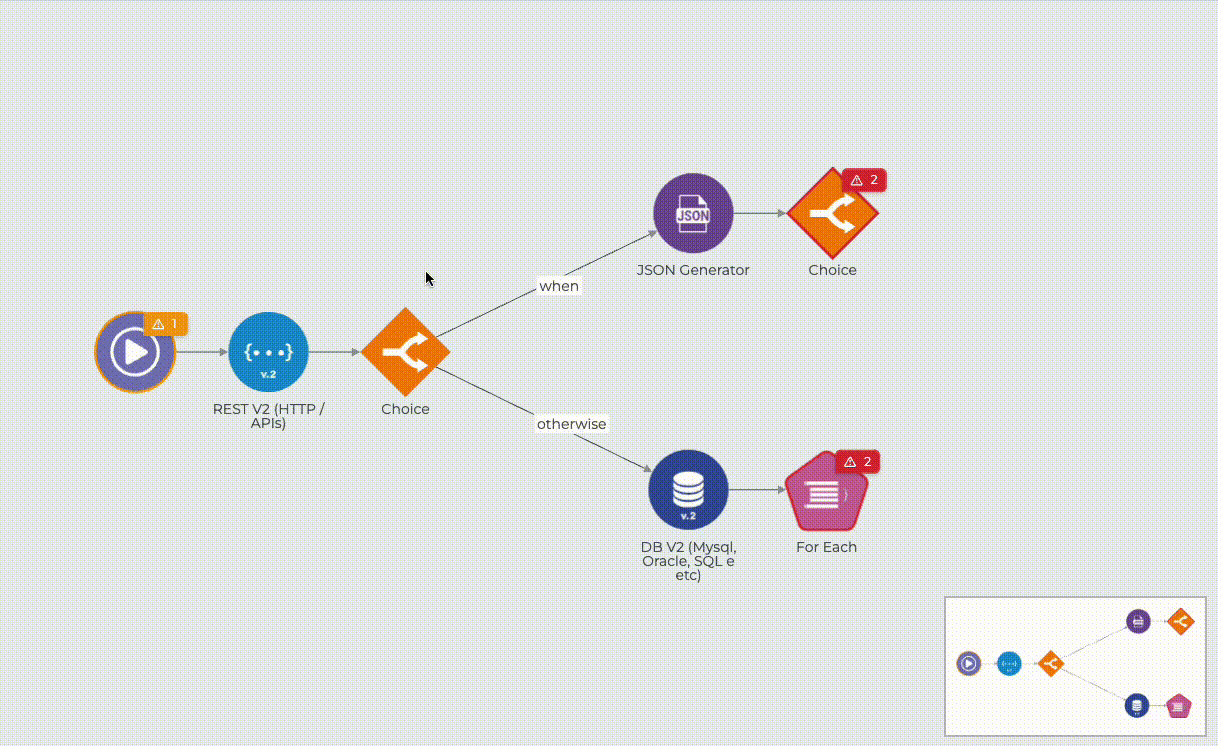 JSON
2
JSON Generator
Choice
when
1
{...}
v.2
REST V2 (HTTP /
APIs)
Choice
otherwise
2
v.2
DB V2 (Mysql,
Oracle, SQL e
etc)
For Each